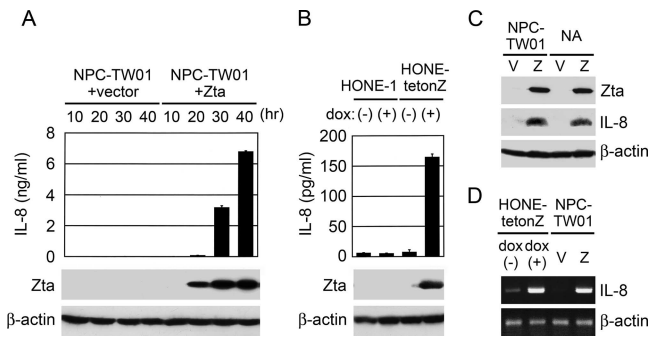 A
NPC-TW01 +vector
NPC-TW01 +Zta
10 20 30 40 10 20 30 40 (hr)
IL-8 (ng/ml)
8
6
4
2
0
Zta
β-actin
B
HONE-1
HONE-tetonZ
dox: (-) (+) (-) (+)
IL-8 (pg/ml)
200
150
100
50
0
Zta
β-actin
C
NPC-TW01
NA
V Z V Z
Zta
IL-8
β-actin
D
HONE-tetonZ
NPC-TW01
dox (-)
dox (+)
V Z
IL-8
β-actin